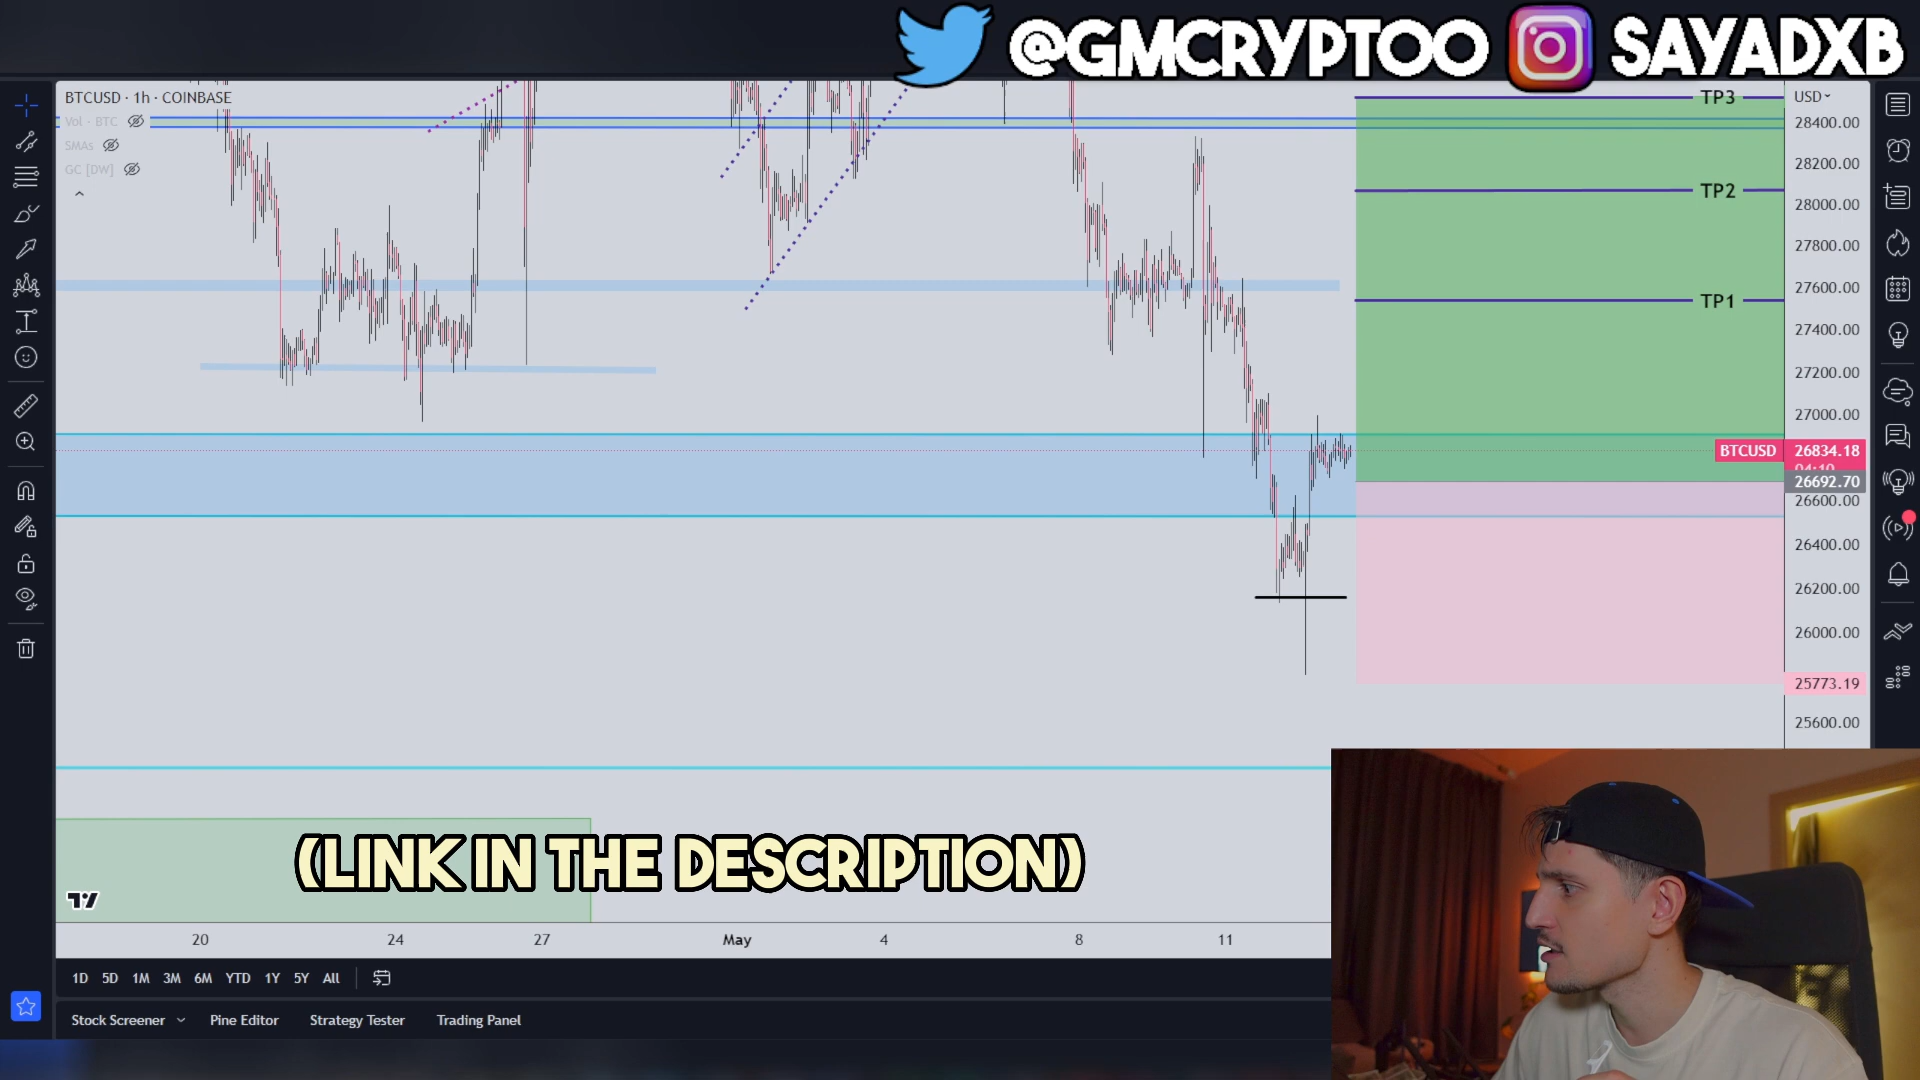 @GMCRYPTOO SAYADXB
BTCUSD · 1h · COINBASE
Vol · BTC
SMAs
GC [DW]
USD
TP3
28400.00
28200.00
TP2
28000.00
27800.00
27600.00
TP1
27400.00
27200.00
27000.00
BTCUSD 26834.18
04:10
26692.70
26600.00
26400.00
26200.00
26000.00
25773.19
25600.00
(LINK IN THE DESCRIPTION)
20 24 27 May 4 8 11
1D 5D 1M 3M 6M YTD 1Y 5Y All
Stock Screener Pine Editor Strategy Tester Trading Panel